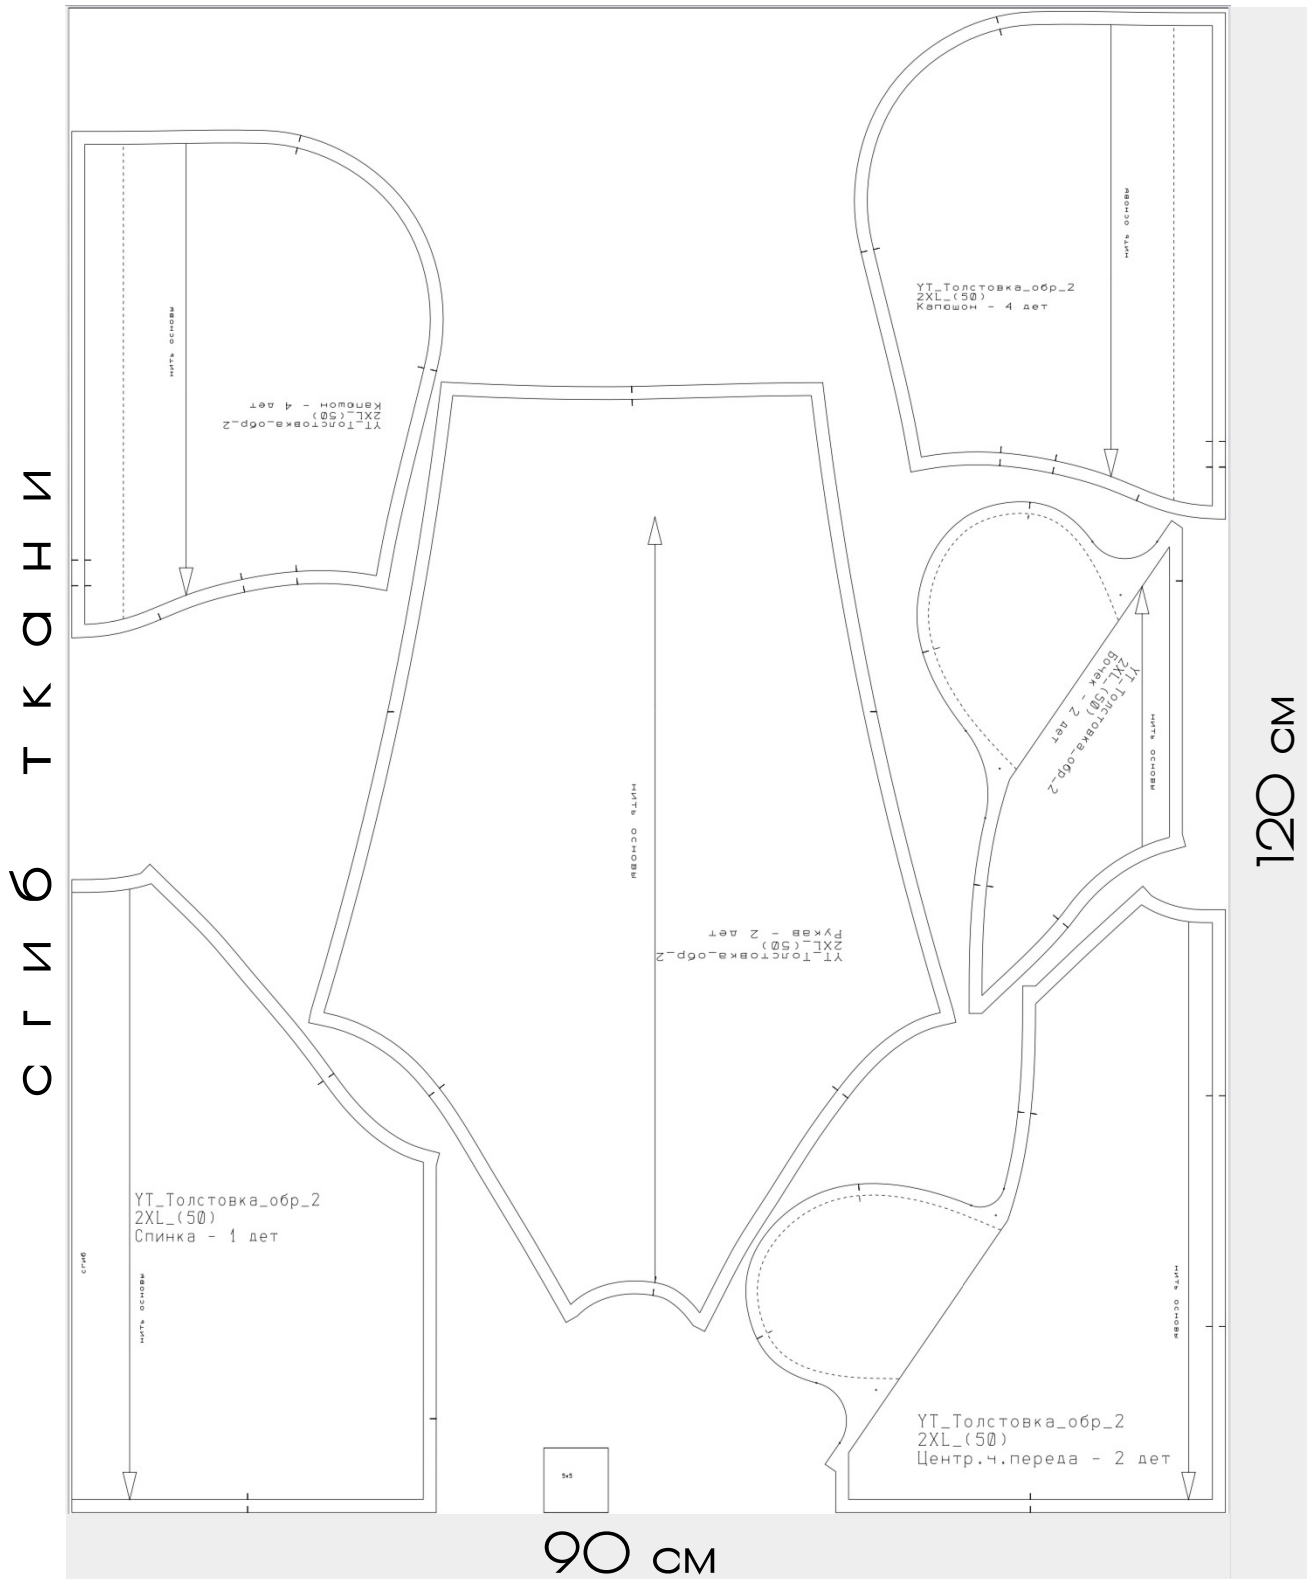 сгиб ткани
нить основы
YT_Толстовка_обр_2
2XL_(50)
Капюшон - 4 дет
нить основы
YT_Толстовка_обр_2
2XL_(50)
Капюшон - 4 дет
нить основы
YT_Толстовка_обр_2
2XL_(50)
Рукав - 2 дет
YT_Толстовка_обр_2
2XL_(50)
Бочек - 2 дет
нить основы
120 см
YT_Толстовка_обр_2
2XL_(50)
Спинка - 1 дет
сгиб
нить основы
нить основы
YT_Толстовка_обр_2
2XL_(50)
Центр.ч.переда - 2 дет
5x5
90 см